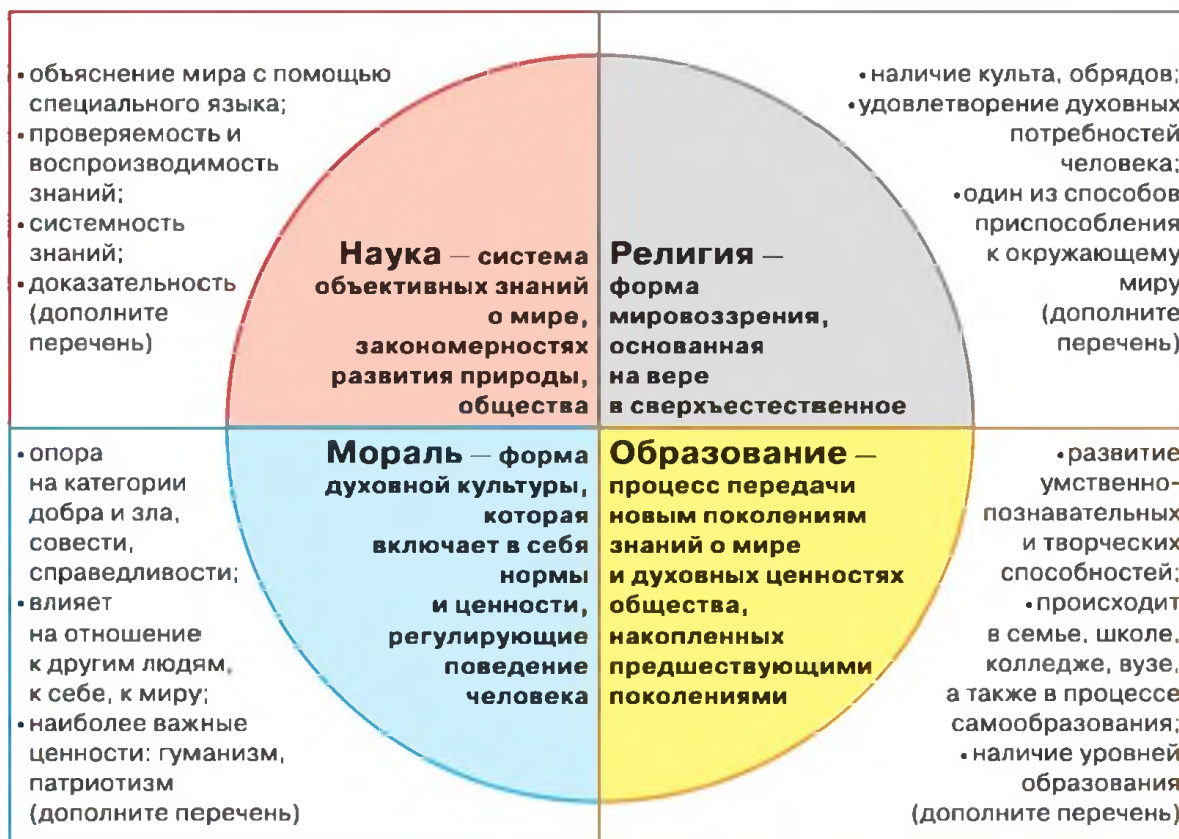 • объяснение мира с помощью
специального языка;
• проверяемость и
воспроизводимость
знаний;
• системность
знаний;
• доказательность
(дополните
перечень)
Наука — система
объективных знаний
о мире,
закономерностях
развития природы,
общества
• наличие культа, обрядов;
• удовлетворение духовных
потребностей
человека;
• один из способов
приспособления
к окружающему
миру
(дополните
перечень)
Религия —
форма
мировоззрения,
основанная
на вере
в сверхъестественное
• опора
на категории
добра и зла,
совести,
справедливости;
• влияет
на отношение
к другим людям,
к себе, к миру;
• наиболее важные
ценности: гуманизм,
патриотизм
(дополните перечень)
Мораль — форма
духовной культуры,
которая
включает в себя
нормы
и ценности,
регулирующие
поведение
человека
Образование —
процесс передачи
новым поколениям
знаний о мире
и духовных ценностях
общества,
накопленных
предшествующими
поколениями
• развитие
умственно-
познавательных
и творческих
способностей;
• происходит
в семье, школе,
колледже, вузе,
а также в процессе
самообразования;
• наличие уровней
образования
(дополните перечень)